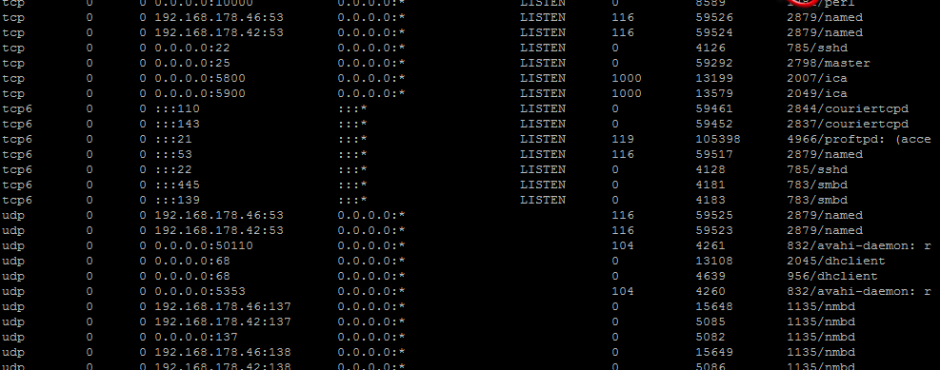 tcp 0 0 0.0.0.0:10000 0.0.0.0:* LISTEN 0 8589 /perl
tcp 0 0 192.168.178.46:53 0.0.0.0:* LISTEN 116 59526 2879/named
tcp 0 0 192.168.178.42:53 0.0.0.0:* LISTEN 116 59524 2879/named
tcp 0 0 0.0.0.0:22 0.0.0.0:* LISTEN 0 4126 785/sshd
tcp 0 0 0.0.0.0:25 0.0.0.0:* LISTEN 0 59292 2798/master
tcp 0 0 0.0.0.0:5800 0.0.0.0:* LISTEN 1000 13199 2007/ica
tcp 0 0 0.0.0.0:5900 0.0.0.0:* LISTEN 1000 13579 2049/ica
tcp6 0 0 :::110 :::* LISTEN 0 59461 2844/couriertcpd
tcp6 0 0 :::143 :::* LISTEN 0 59452 2837/couriertcpd
tcp6 0 0 :::21 :::* LISTEN 119 105398 4966/proftpd: (acce
tcp6 0 0 :::53 :::* LISTEN 116 59517 2879/named
tcp6 0 0 :::22 :::* LISTEN 0 4128 785/sshd
tcp6 0 0 :::445 :::* LISTEN 0 4181 783/smbd
tcp6 0 0 :::139 :::* LISTEN 0 4183 783/smbd
udp 0 0 192.168.178.46:53 0.0.0.0:* 116 59525 2879/named
udp 0 0 192.168.178.42:53 0.0.0.0:* 116 59523 2879/named
udp 0 0 0.0.0.0:50110 0.0.0.0:* 104 4261 832/avahi-daemon: r
udp 0 0 0.0.0.0:68 0.0.0.0:* 0 13108 2045/dhclient
udp 0 0 0.0.0.0:68 0.0.0.0:* 0 4639 956/dhclient
udp 0 0 0.0.0.0:5353 0.0.0.0:* 104 4260 832/avahi-daemon: r
udp 0 0 192.168.178.46:137 0.0.0.0:* 0 15648 1135/nmbd
udp 0 0 192.168.178.42:137 0.0.0.0:* 0 5085 1135/nmbd
udp 0 0 0.0.0.0:137 0.0.0.0:* 0 5082 1135/nmbd
udp 0 0 192.168.178.46:138 0.0.0.0:* 0 15649 1135/nmbd
udp 0 0 192.168.178.42:138 0.0.0.0:* 0 5086 1135/nmbd